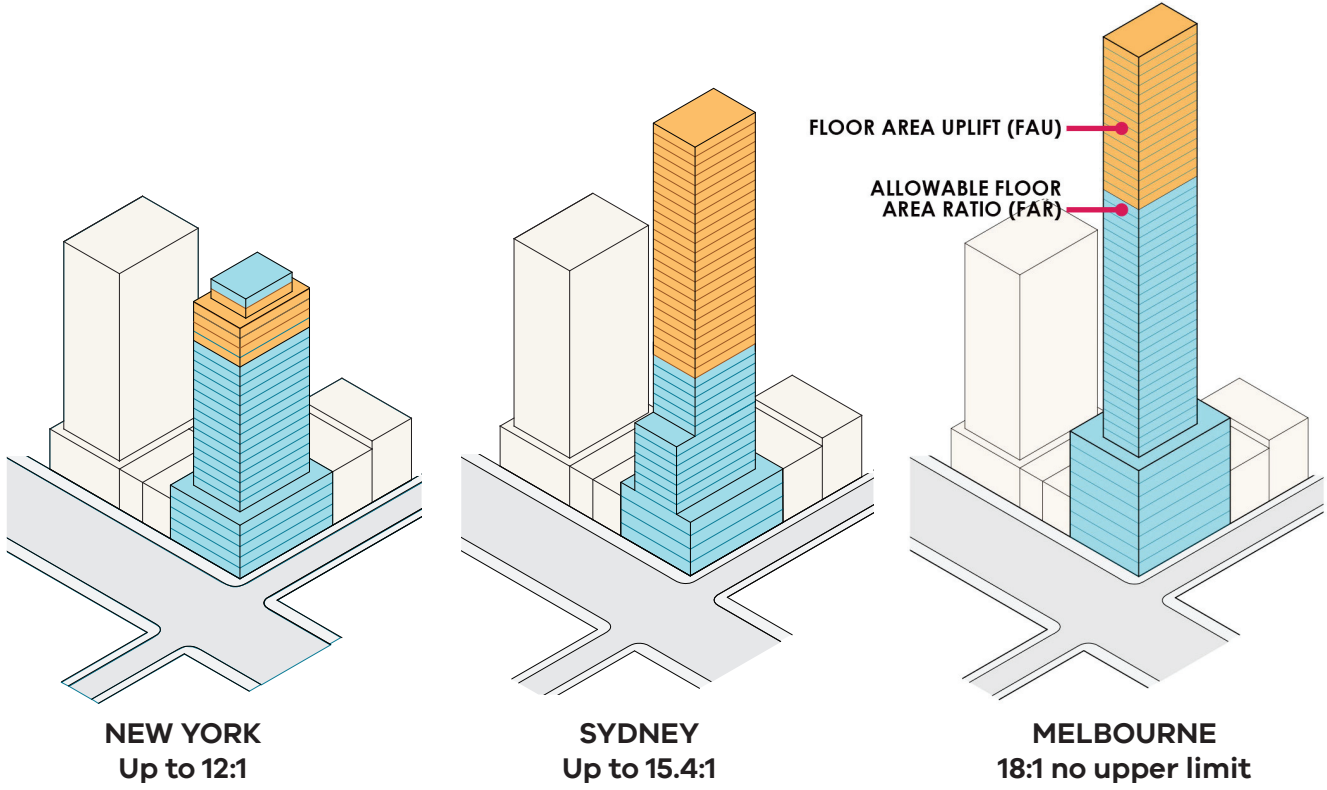 FLOOR AREA UPLIFT (FAU)
ALLOWABLE FLOOR
AREA RATIO (FAR)
NEW YORK
Up to 12:1
SYDNEY
Up to 15.4:1
MELBOURNE
18:1 no upper limit